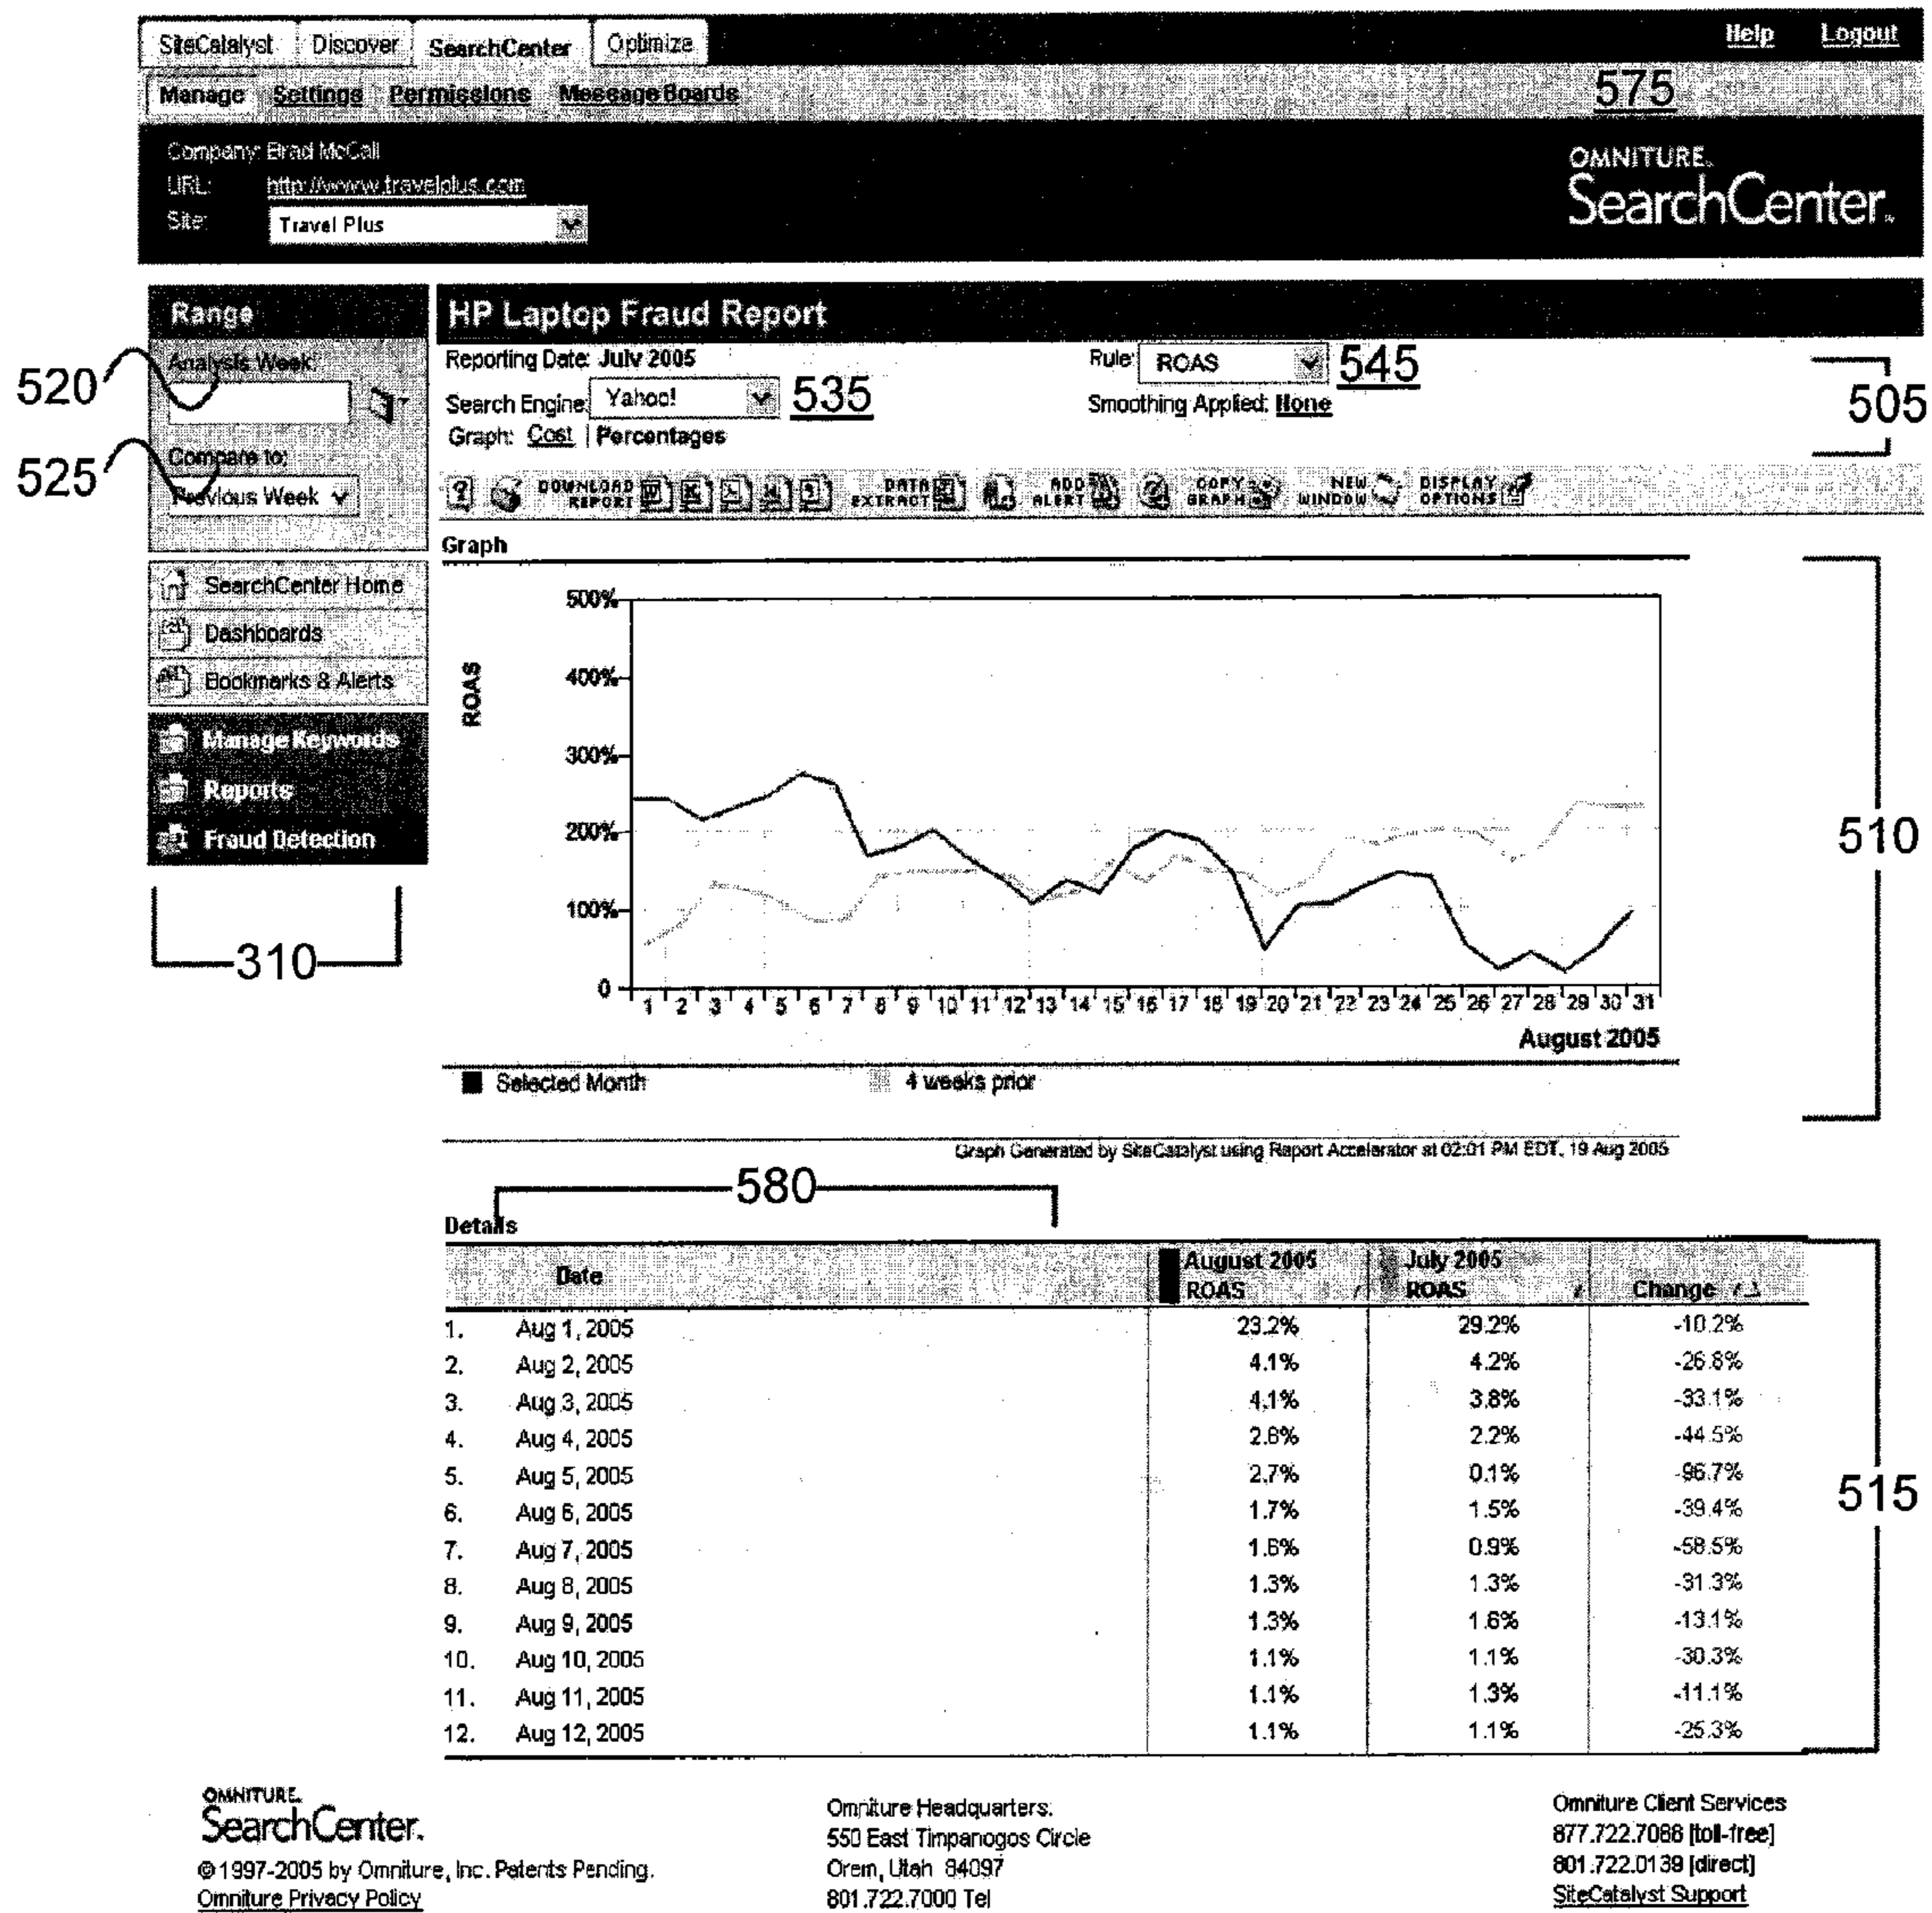 SiteCatalyst Discover SearchCenter Optimize Help Logout
Manage Settings Permissions Message Boards 575
Company: Brad McCall
URL: http://www.travelplus.com
Site: Travel Plus
OMNITURE.
SearchCenter.
Range
Analysis Week:
520
525
Compare to:
Previous Week
SearchCenter Home
Dashboards
Bookmarks & Alerts
Manage Keywords
Reports
Fraud Detection
310
HP Laptop Fraud Report
Reporting Date: July 2005 Rule: ROAS 545
Search Engine: Yahoo! 535 Smoothing Applied: None
Graph: Cost | Percentages
505
DOWNLOAD REPORT DATA EXTRACT ADD ALERT COPY GRAPH NEW WINDOW DISPLAY OPTIONS
Graph
ROAS
500%
400%
300%
200%
100%
0
1 2 3 4 5 6 7 8 9 10 11 12 13 14 15 16 17 18 19 20 21 22 23 24 25 26 27 28 29 30 31
August 2005
510
Selected Month 4 weeks prior
Graph Generated by SiteCatalyst using Report Accelerator at 02:01 PM EDT, 19 Aug 2005
580
Details
Date August 2005 ROAS July 2005 ROAS Change
1. Aug 1, 2005 23.2% 29.2% -10.2%
2. Aug 2, 2005 4.1% 4.2% -26.8%
3. Aug 3, 2005 4.1% 3.8% -33.1%
4. Aug 4, 2005 2.6% 2.2% -44.5%
5. Aug 5, 2005 2.7% 0.1% -96.7%
6. Aug 6, 2005 1.7% 1.5% -39.4%
7. Aug 7, 2005 1.6% 0.9% -58.5%
8. Aug 8, 2005 1.3% 1.3% -31.3%
9. Aug 9, 2005 1.3% 1.6% -13.1%
10. Aug 10, 2005 1.1% 1.1% -30.3%
11. Aug 11, 2005 1.1% 1.3% -11.1%
12. Aug 12, 2005 1.1% 1.1% -25.3%
515
OMNITURE.
SearchCenter.
©1997-2005 by Omniture, Inc. Patents Pending.
Omniture Privacy Policy
Omniture Headquarters:
550 East Timpanogos Circle
Orem, Utah 84097
801.722.7000 Tel
Omniture Client Services
877.722.7088 [toll-free]
801.722.0139 [direct]
SiteCatalyst Support